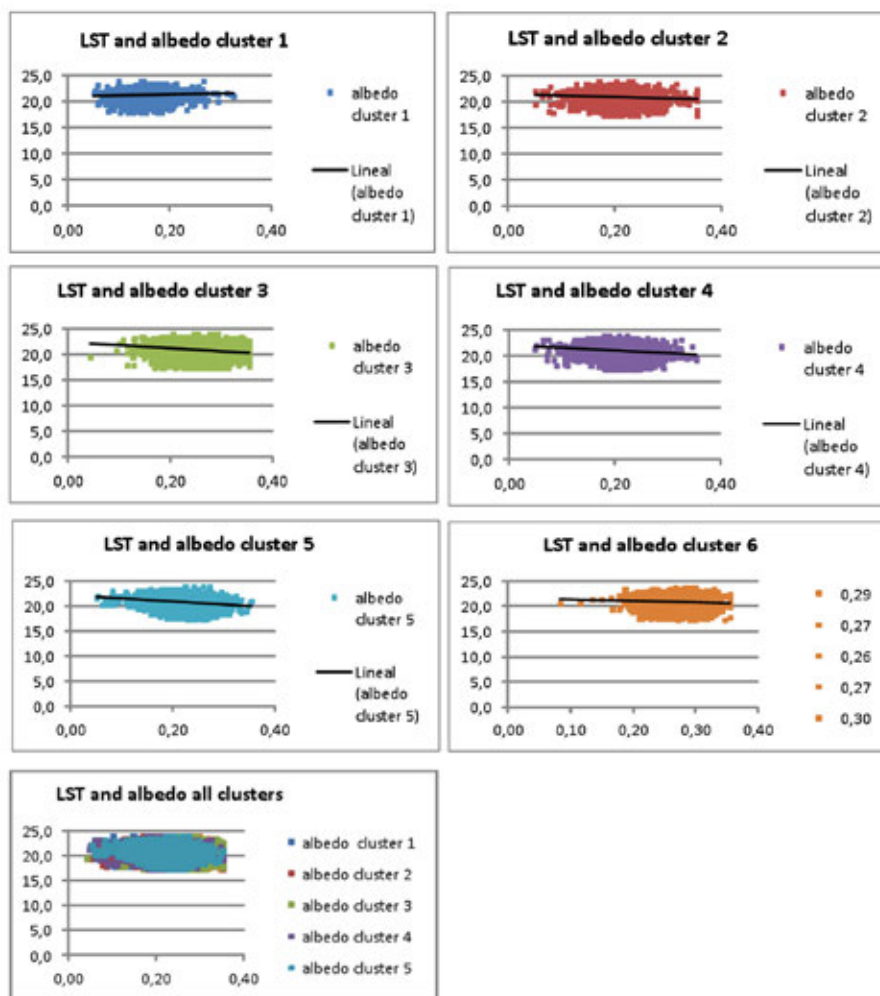 LST and albedo cluster 1
25,0
20,0
15,0
10,0
5,0
0,0
0,00
0,20
0,40
albedo
cluster 1
Lineal
(albedo
cluster 1)
LST and albedo cluster 2
25,0
20,0
15,0
10,0
5,0
0,0
0,00
0,20
0,40
albedo
cluster 2
Lineal
(albedo
cluster 2)
LST and albedo cluster 3
25,0
20,0
15,0
10,0
5,0
0,0
0,00
0,20
0,40
albedo
cluster 3
Lineal
(albedo
cluster 3)
LST and albedo cluster 4
25,0
20,0
15,0
10,0
5,0
0,0
0,00
0,20
0,40
albedo
cluster 4
Lineal
(albedo
cluster 4)
LST and albedo cluster 5
25,0
20,0
15,0
10,0
5,0
0,0
0,00
0,20
0,40
albedo
cluster 5
Lineal
(albedo
cluster 5)
LST and albedo cluster 6
25,0
20,0
15,0
10,0
5,0
0,0
0,00
0,10
0,20
0,30
0,40
0,29
0,27
0,26
0,27
0,30
LST and albedo all clusters
25,0
20,0
15,0
10,0
5,0
0,0
0,00
0,20
0,40
albedo cluster 1
albedo cluster 2
albedo cluster 3
albedo cluster 4
albedo cluster 5